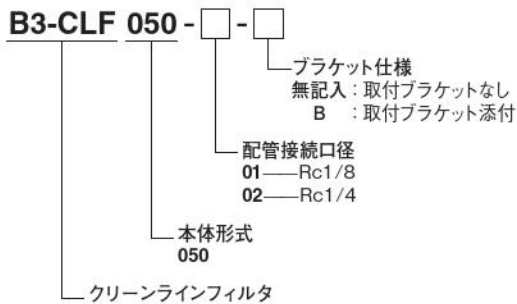 B3-CLF 050-□-□
ブラケット仕様
無記入：取付ブラケットなし
B ：取付ブラケット添付
配管接続口径
01──Rc1/8
02──Rc1/4
本体形式
050
クリーンラインフィルタ